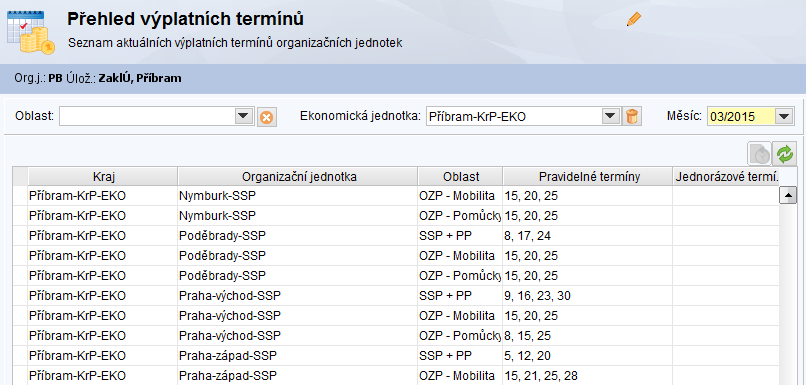 Přehled výplatních termínů
Seznam aktuálních výplatních termínů organizačních jednotek
Org.j.: PB Úlož.: ZaklÚ, Příbram
Oblast: Ekonomická jednotka: Příbram-KrP-EKO Měsíc: 03/2015
Kraj Organizační jednotka Oblast Pravidelné termíny Jednorázové termí.
Příbram-KrP-EKO Nymburk-SSP OZP - Mobilita 15, 20, 25
Příbram-KrP-EKO Nymburk-SSP OZP - Pomůcky 15, 20, 25
Příbram-KrP-EKO Poděbrady-SSP SSP + PP 8, 17, 24
Příbram-KrP-EKO Poděbrady-SSP OZP - Mobilita 15, 20, 25
Příbram-KrP-EKO Poděbrady-SSP OZP - Pomůcky 15, 20, 25
Příbram-KrP-EKO Praha-východ-SSP SSP + PP 9, 16, 23, 30
Příbram-KrP-EKO Praha-východ-SSP OZP - Mobilita 15, 20, 25
Příbram-KrP-EKO Praha-východ-SSP OZP - Pomůcky 8, 15, 25
Příbram-KrP-EKO Praha-západ-SSP SSP + PP 5, 12, 20
Příbram-KrP-EKO Praha-západ-SSP OZP - Mobilita 15, 21, 25, 28